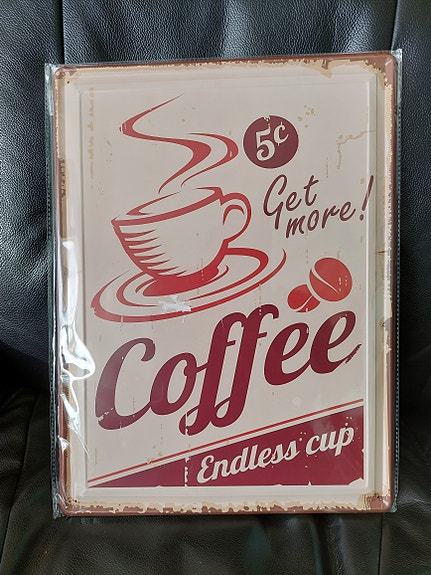 5¢
Get
more!
Coffee
Endless cup